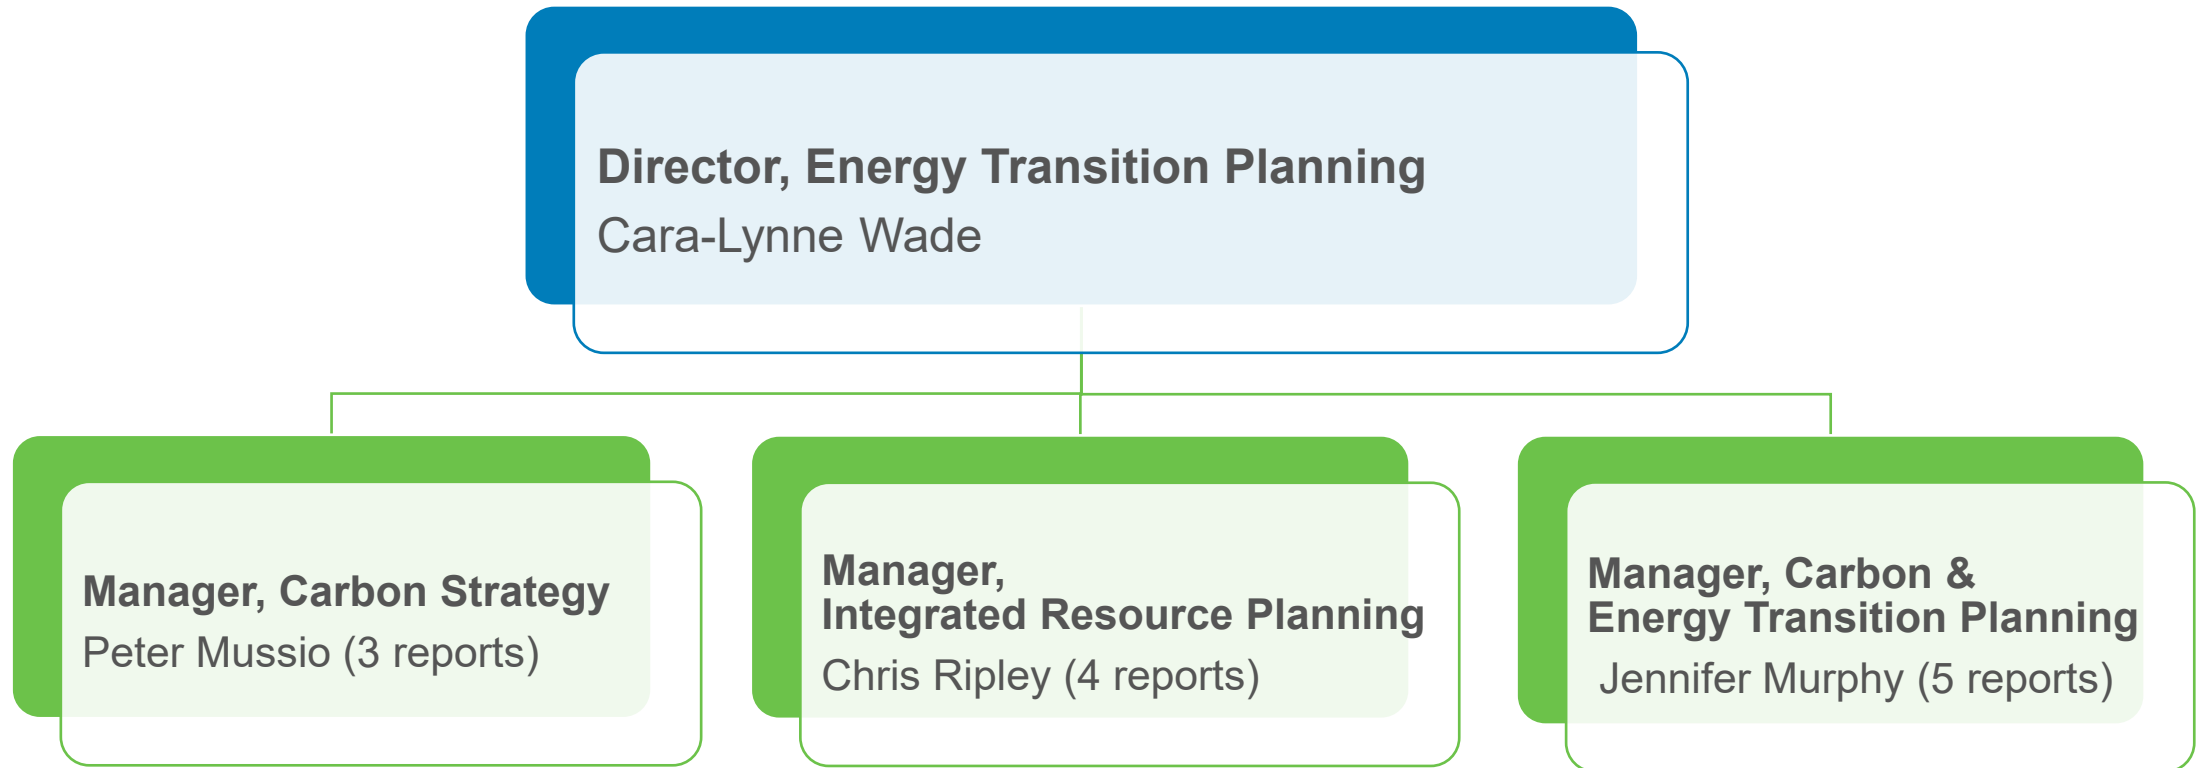 Director, Energy Transition Planning
Cara-Lynne Wade
Manager, Carbon Strategy
Peter Mussio (3 reports)
Manager,
Integrated Resource Planning
Chris Ripley (4 reports)
Manager, Carbon &
Energy Transition Planning
Jennifer Murphy (5 reports)